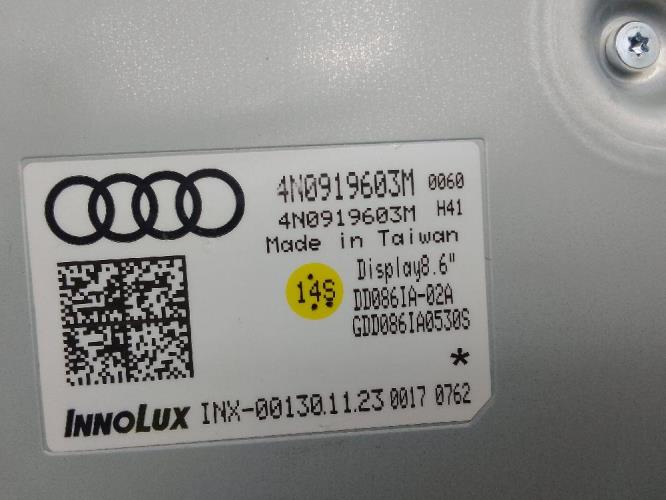 4N0919603M 0060
4N0919603M H41
Made in Taiwan
Display8.6"
14S
DD086IA-02A
GDD086IA0530S
*
INNOLUX INX-00130.11.23 0017 0762